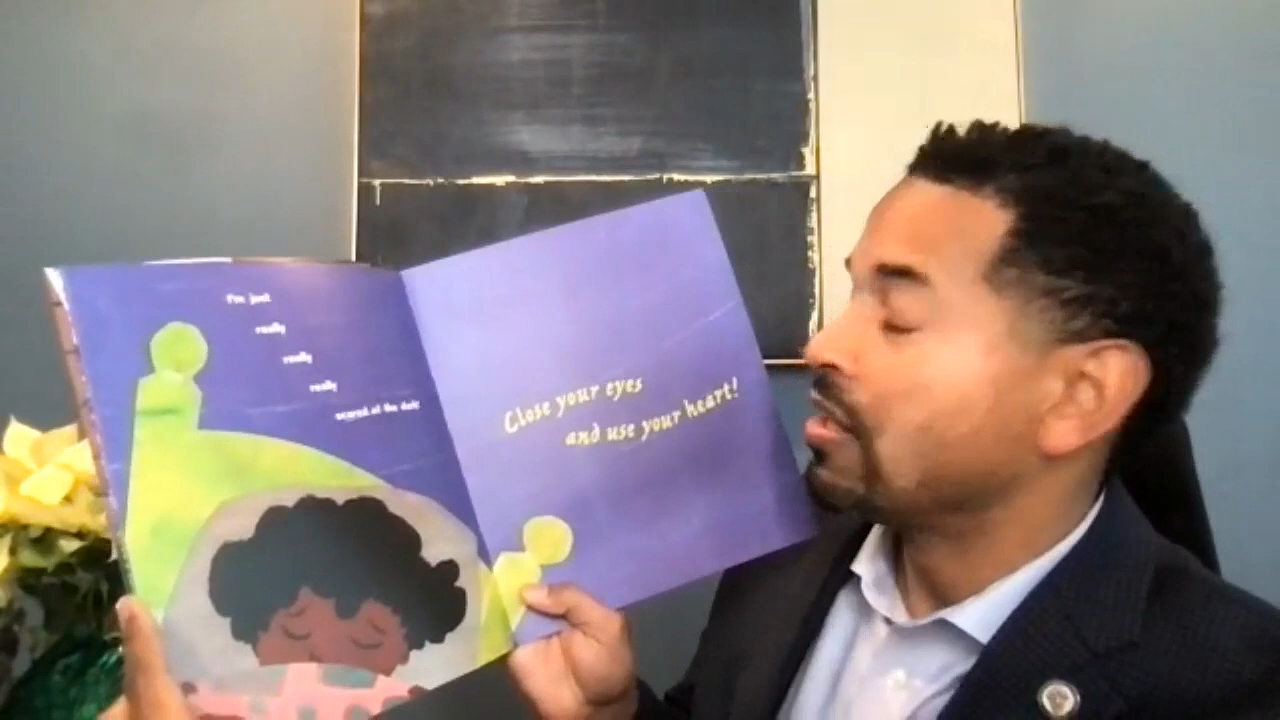 I'm just
really
really
really
scared of the dark
Close your eyes
and use your heart!